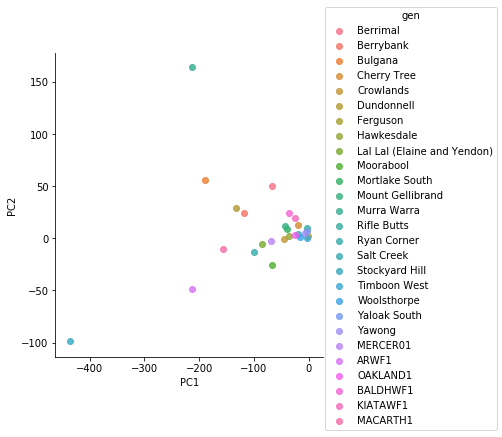 gen
Berrimal
Berrybank
Bulgana
Cherry Tree
Crowlands
Dundonnell
Ferguson
Hawkesdale
Lal Lal (Elaine and Yendon)
Moorabool
Mortlake South
Mount Gellibrand
Murra Warra
Rifle Butts
Ryan Corner
Salt Creek
Stockyard Hill
Timboon West
Woolsthorpe
Yaloak South
Yawong
MERCER01
ARWF1
OAKLAND1
BALDHWF1
KIATAWF1
MACARTH1
150
100
50
0
−50
−100
PC2
−400
−300
−200
−100
0
PC1